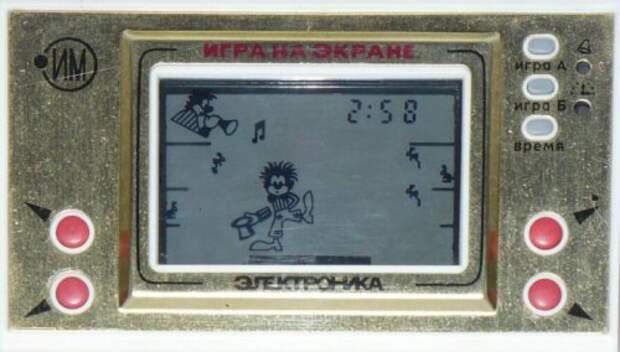 ИМ
ИГРА НА ЭКРАНЕ
2:58
игра А
игра Б
время
ЭЛЕКТРОНИКА